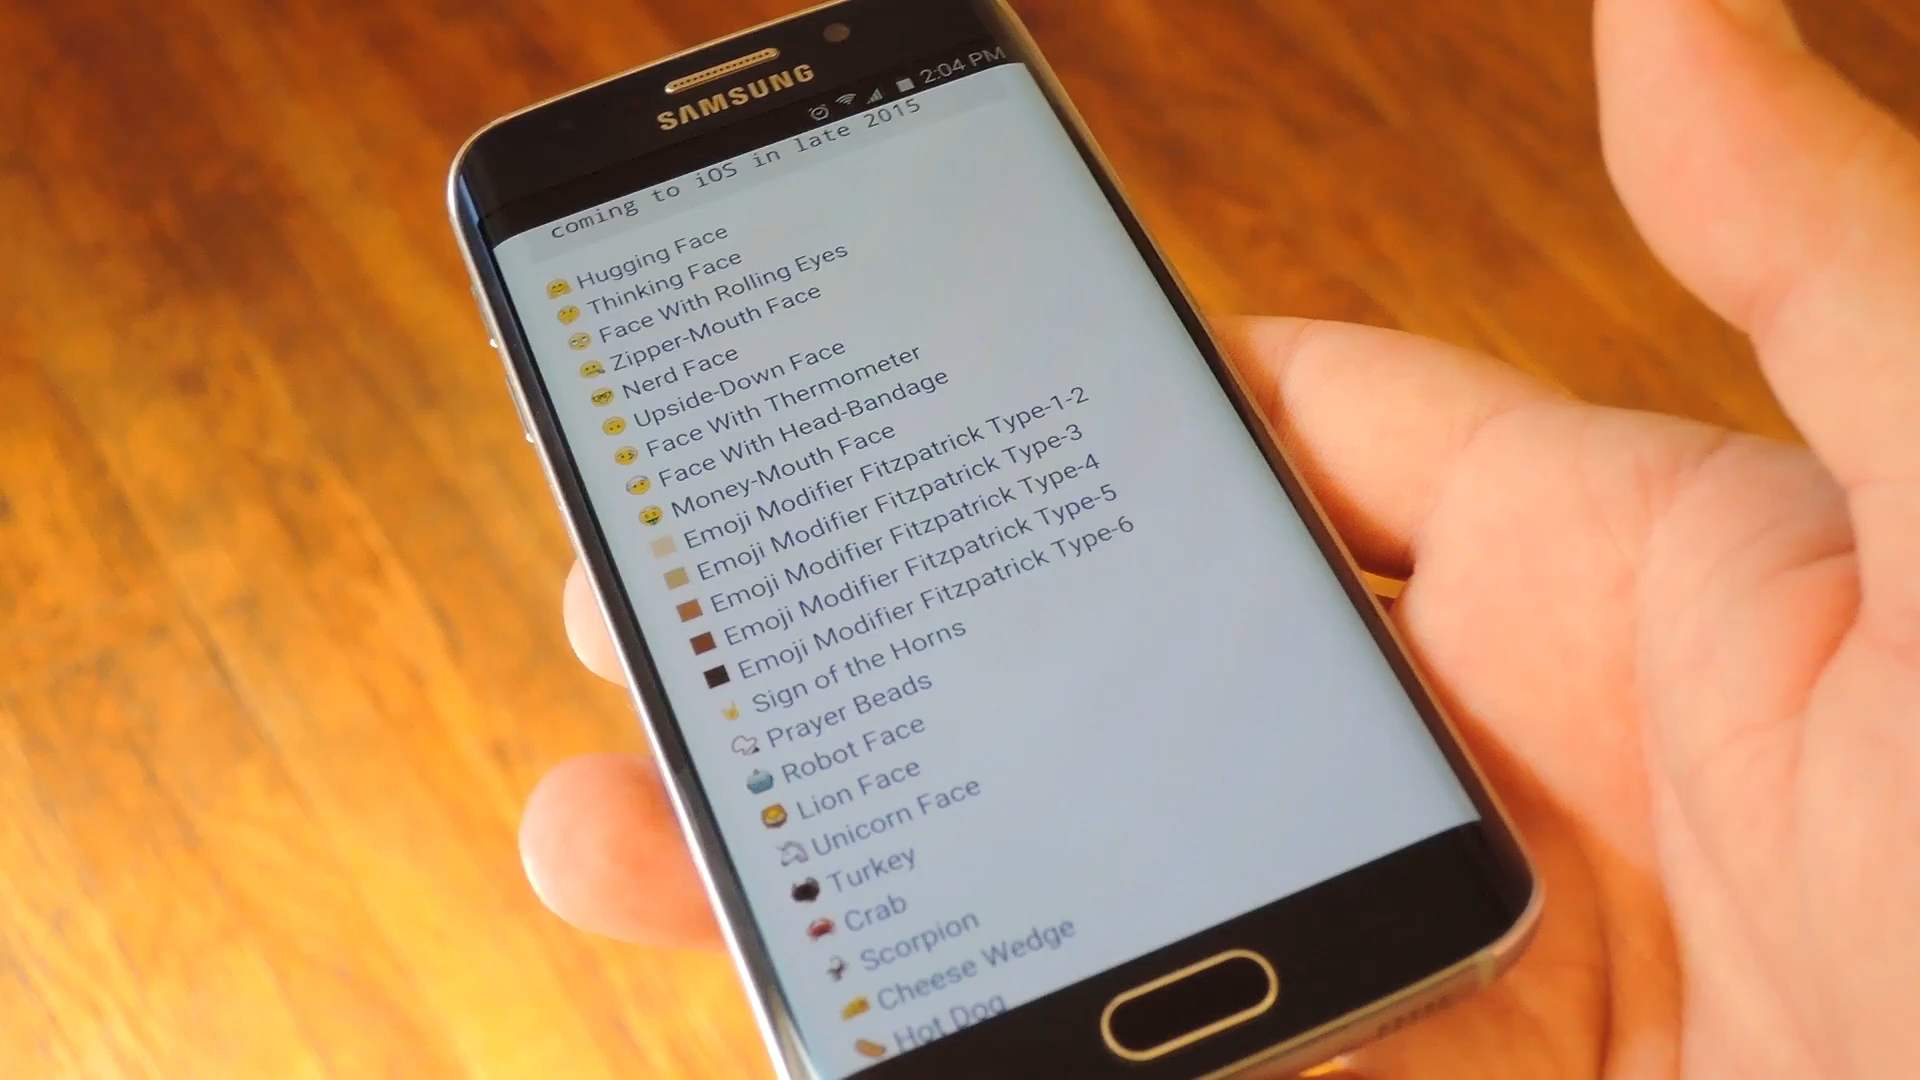 SAMSUNG
2:04 PM
coming to iOS in late 2015
Hugging Face
Thinking Face
Face With Rolling Eyes
Zipper-Mouth Face
Nerd Face
Upside-Down Face
Face With Thermometer
Face With Head-Bandage
Money-Mouth Face
Emoji Modifier Fitzpatrick Type-1-2
Emoji Modifier Fitzpatrick Type-3
Emoji Modifier Fitzpatrick Type-4
Emoji Modifier Fitzpatrick Type-5
Emoji Modifier Fitzpatrick Type-6
Sign of the Horns
Prayer Beads
Robot Face
Lion Face
Unicorn Face
Turkey
Crab
Scorpion
Cheese Wedge
Hot Dog